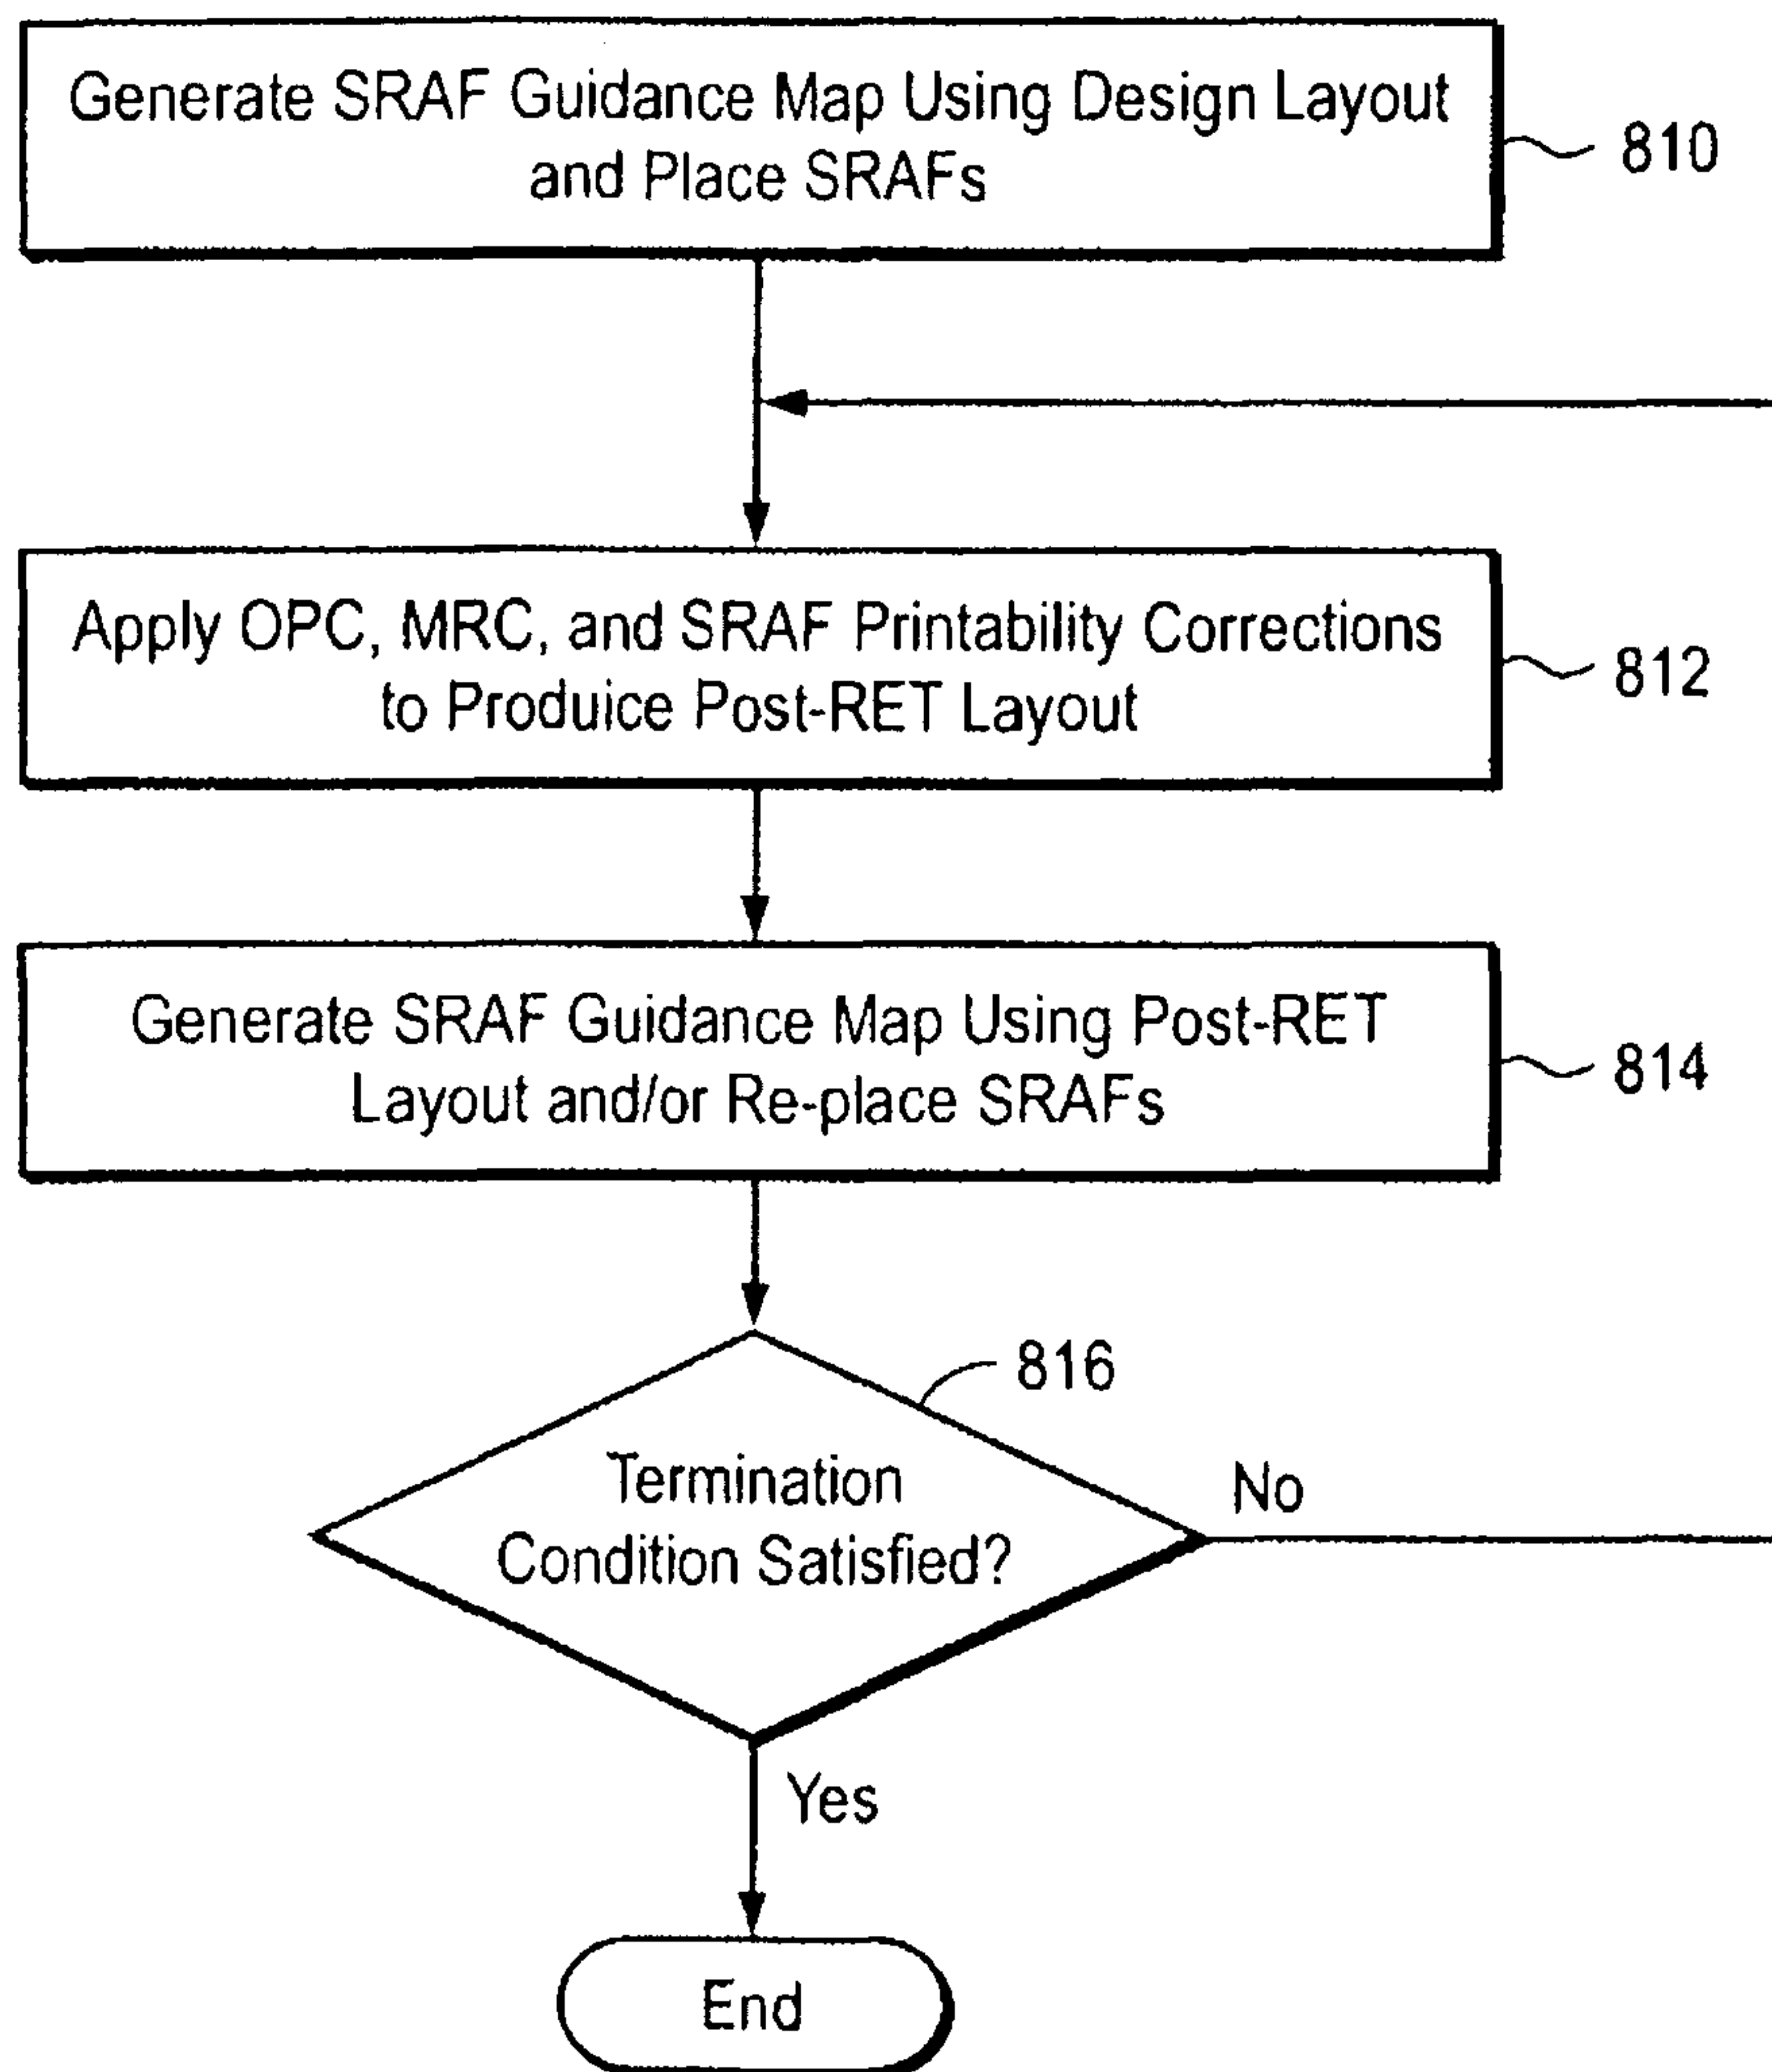 Generate SRAF Guidance Map Using Design Layout
and Place SRAFs
810
Apply OPC, MRC, and SRAF Printability Corrections
to Produice Post-RET Layout
812
Generate SRAF Guidance Map Using Post-RET
Layout and/or Re-place SRAFs
814
816
Termination
Condition Satisfied?
No
Yes
End